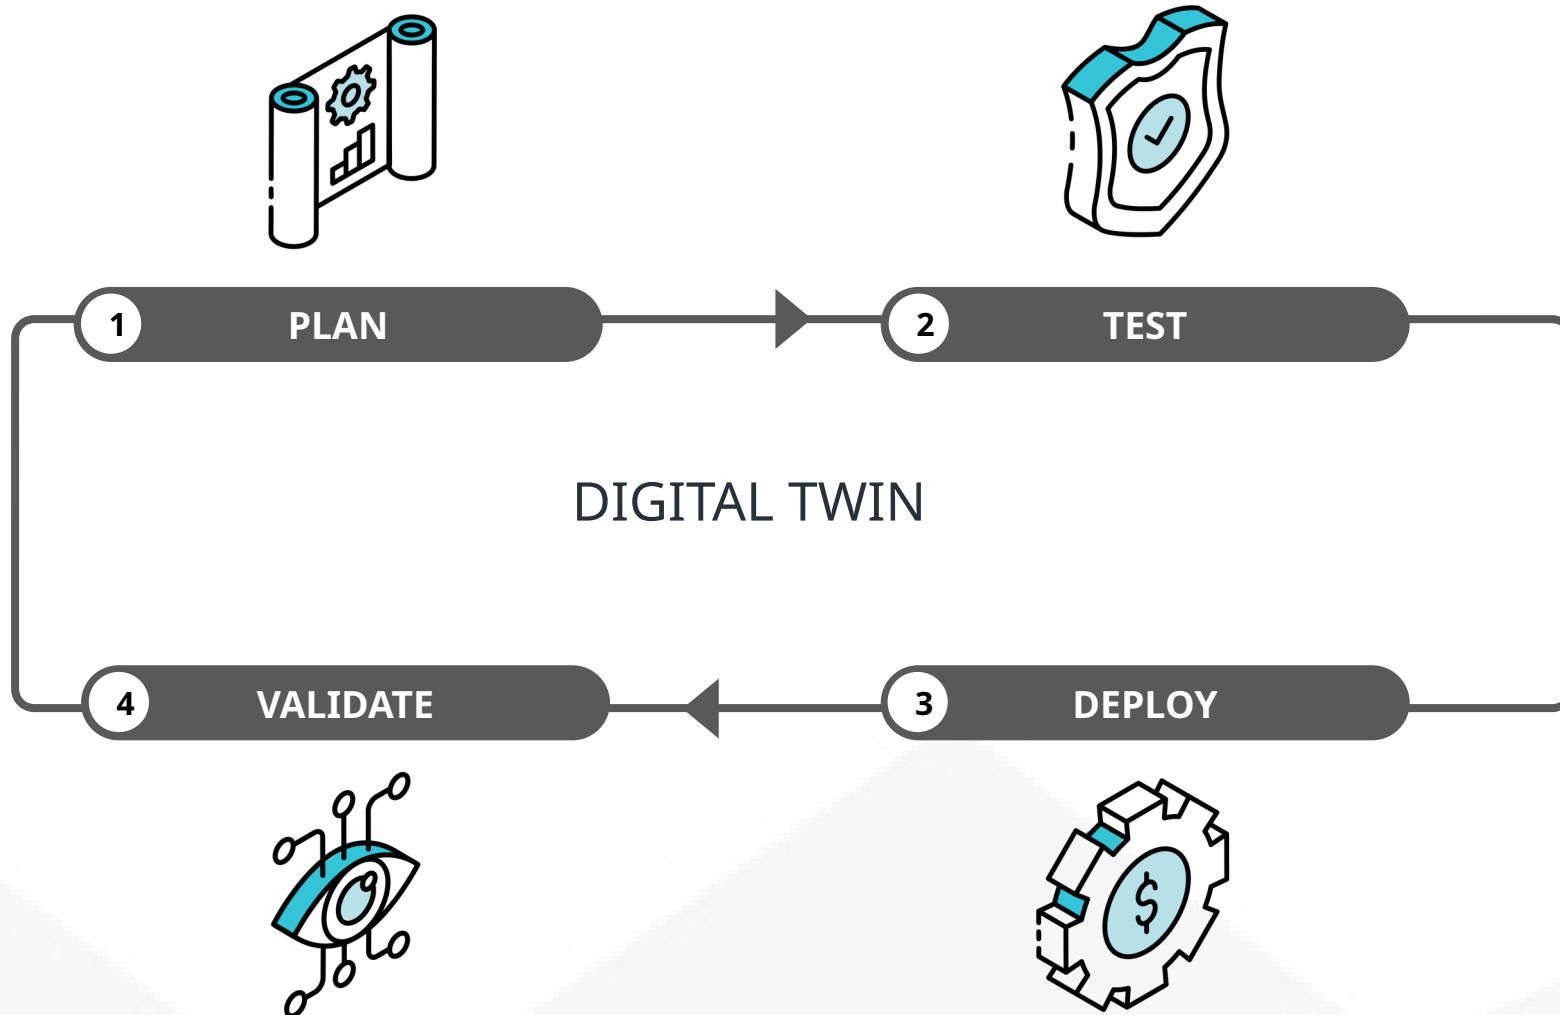 1 PLAN
2 TEST
DIGITAL TWIN
4 VALIDATE
3 DEPLOY
$